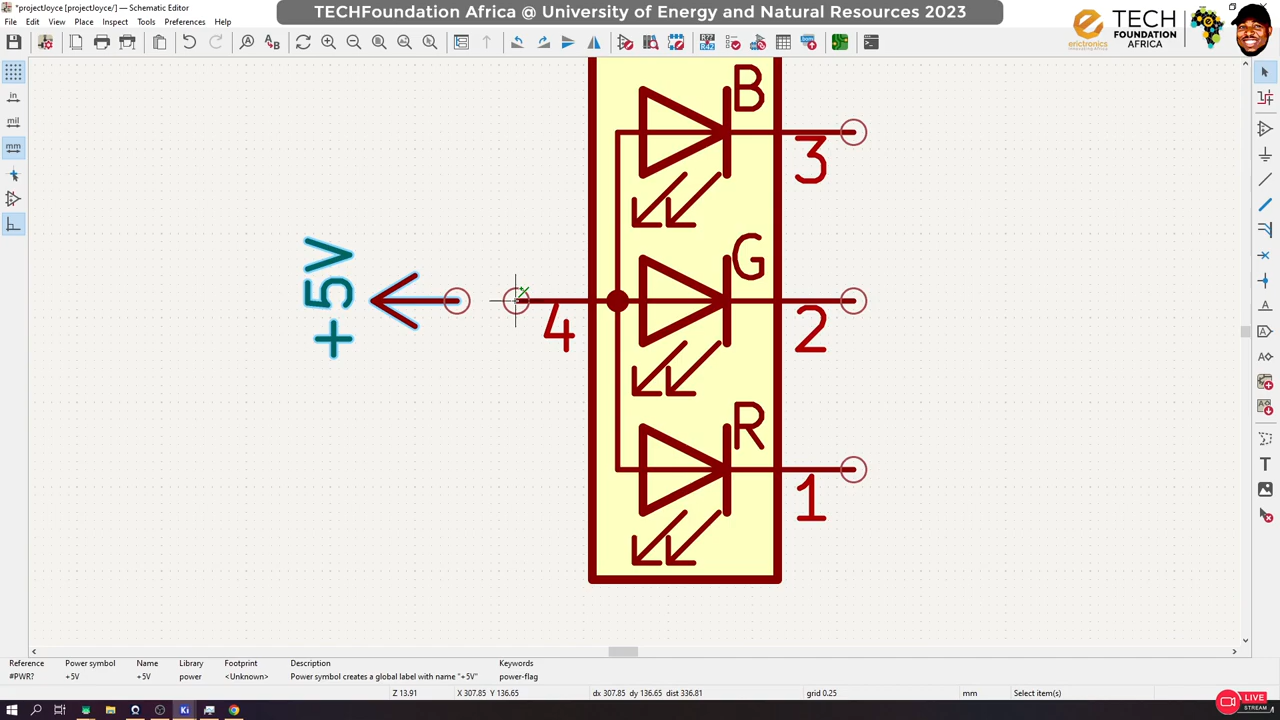 *projectJoyce [projectJoyce/] — Schematic Editor
TECHFoundation Africa @ University of Energy and Natural Resources 2023
File Edit View Place Inspect Tools Preferences Help
erictronics
TECH
FOUNDATION
AFRICA
in
mil
mm
B
3
+5V
4
G
2
R
1
A
T
Reference Power symbol Name Library Footprint Description Keywords
#PWR? +5V +5V power <Unknown> Power symbol creates a global label with name "+5V" power-flag
Z 13.91 X 307.85 Y 136.65 dx 307.85 dy 136.65 dist 336.81 grid 0.25 mm Select item(s)
LIVE
STREAM